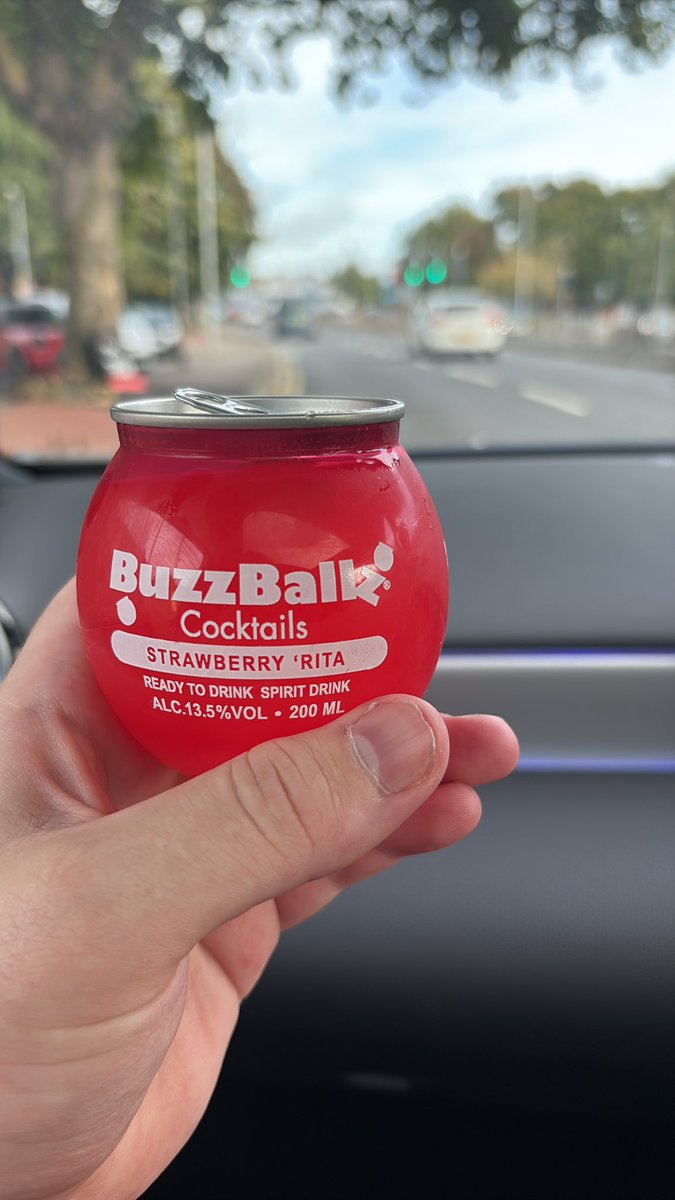 BuzzBallz®
Cocktails
STRAWBERRY 'RITA
READY TO DRINK SPIRIT DRINK
ALC.13.5%VOL • 200 ML